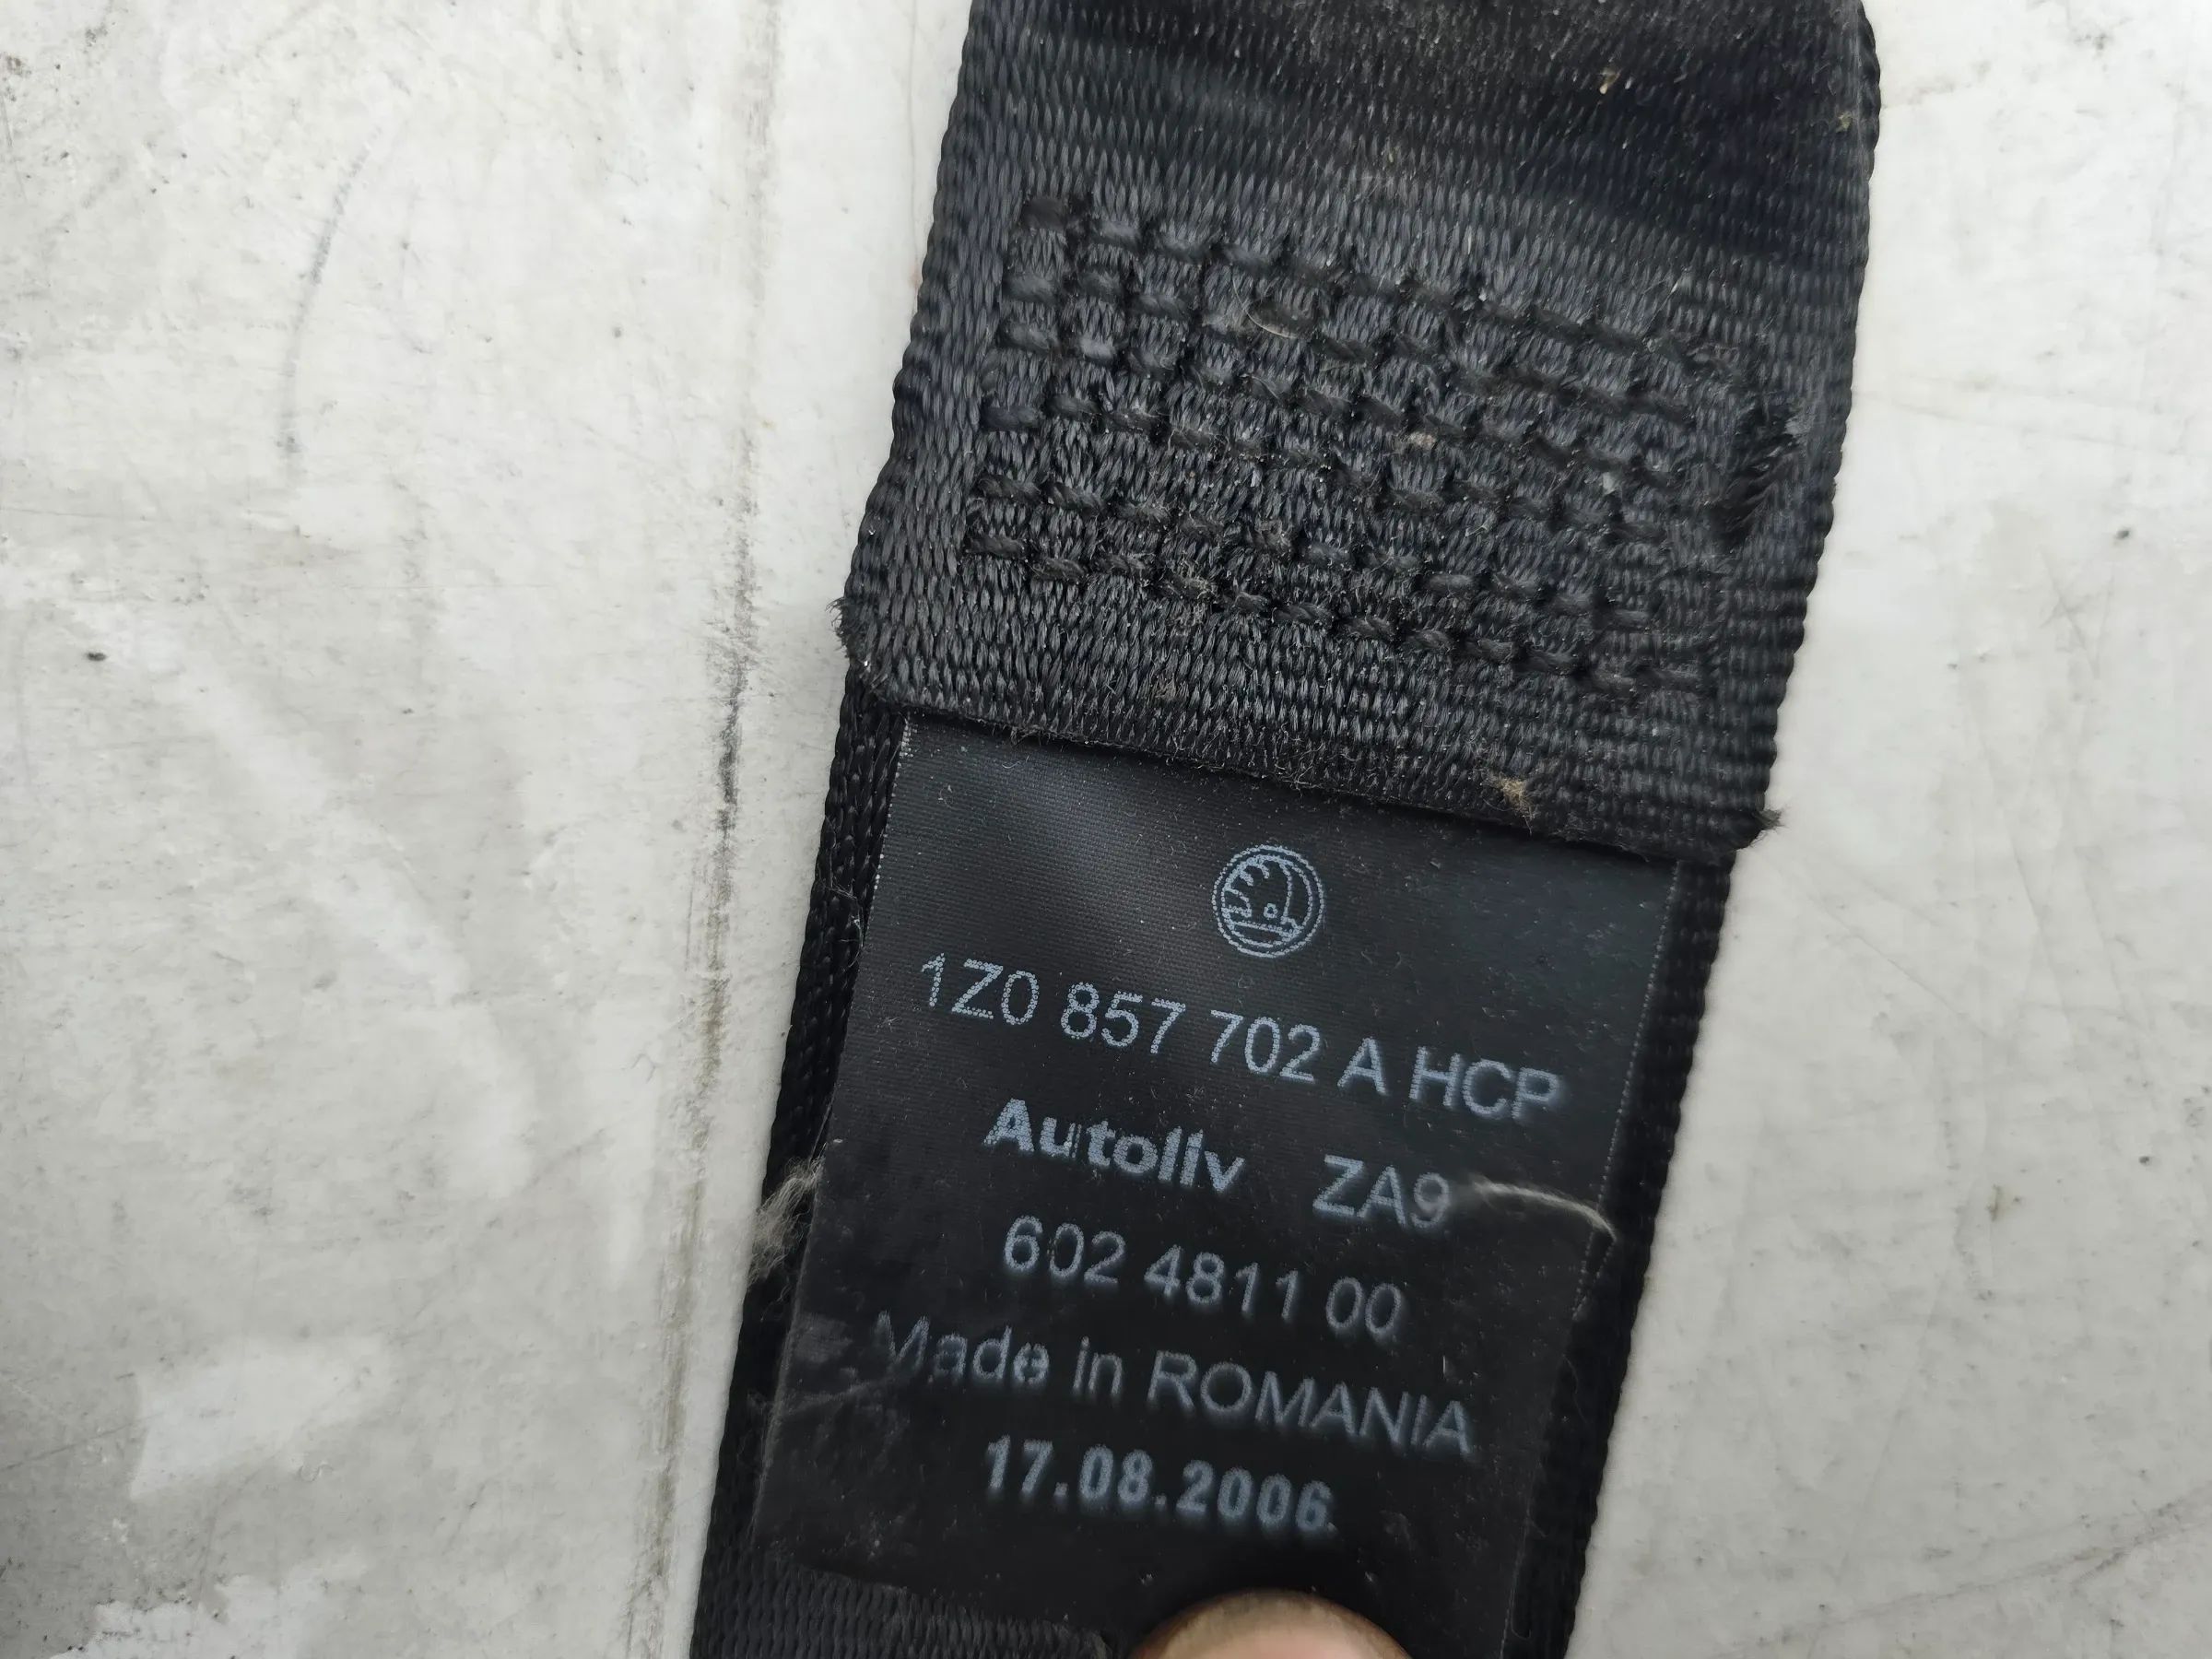 1Z0 857 702 A HCP
Autoliv ZA9
602 4811 00
Made in ROMANIA
17.08.2006